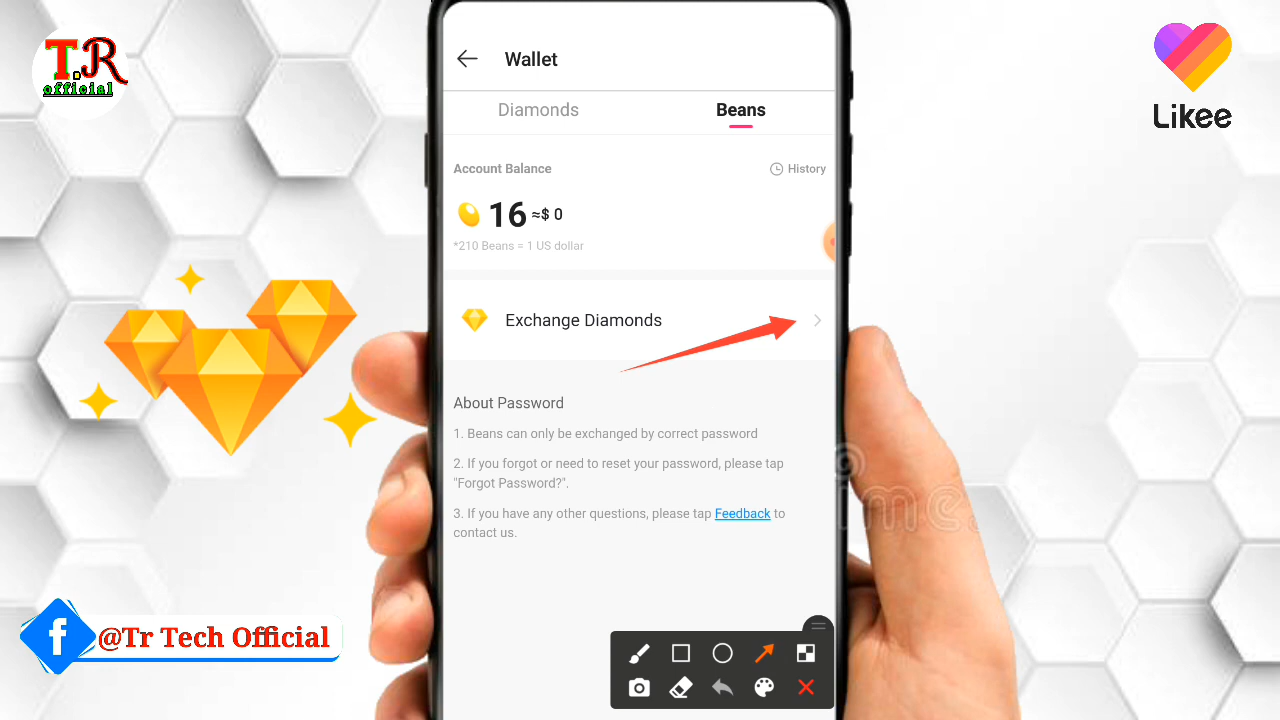 T.R
official
Likee
Wallet
Diamonds
Beans
Account Balance
History
16 ≈$ 0
*210 Beans = 1 US dollar
Exchange Diamonds
About Password
1. Beans can only be exchanged by correct password
2. If you forgot or need to reset your password, please tap
"Forgot Password?".
3. If you have any other questions, please tap Feedback to
contact us.
f @Tr Tech Official